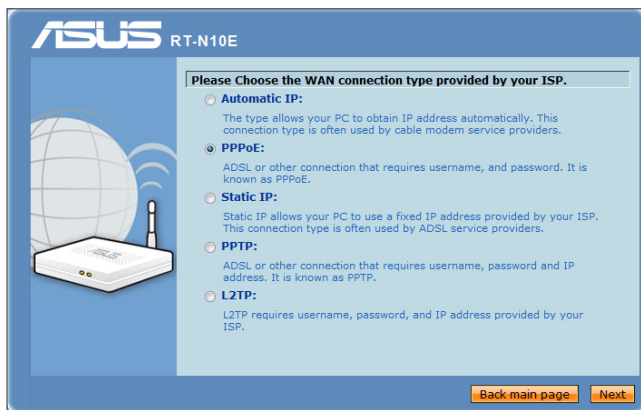 ASUS RT-N10E
Please Choose the WAN connection type provided by your ISP.
Automatic IP:
The type allows your PC to obtain IP address automatically. This
connection type is often used by cable modem service providers.
PPPoE:
ADSL or other connection that requires username, and password. It is
known as PPPoE.
Static IP:
Static IP allows your PC to use a fixed IP address provided by your ISP.
This connection type is often used by ADSL service providers.
PPTP:
ADSL or other connection that requires username, password and IP
address. It is known as PPTP.
L2TP:
L2TP requires username, password, and IP address provided by your
ISP.
ASUS
Back main page Next